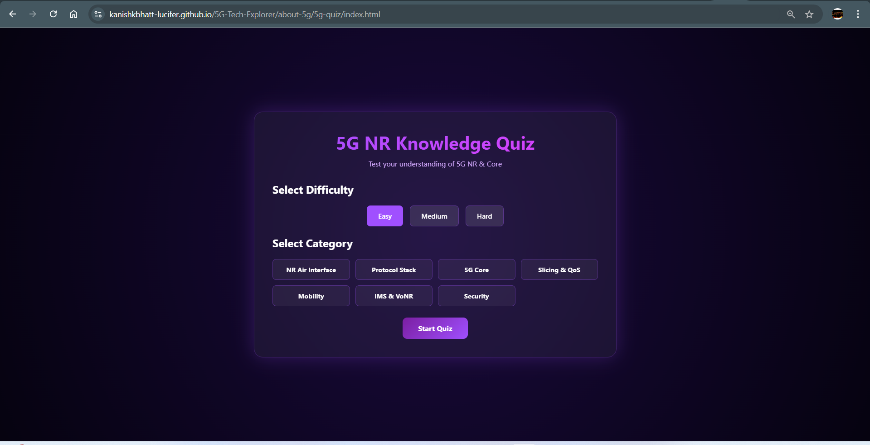 kanishkbhatt-lucifer.github.io/5G-Tech-Explorer/about-5g/5g-quiz/index.html
5G NR Knowledge Quiz
Test your understanding of 5G NR & Core
Select Difficulty
Easy Medium Hard
Select Category
NR Air Interface Protocol Stack 5G Core Slicing & QoS
Mobility IMS & VoNR Security
Start Quiz